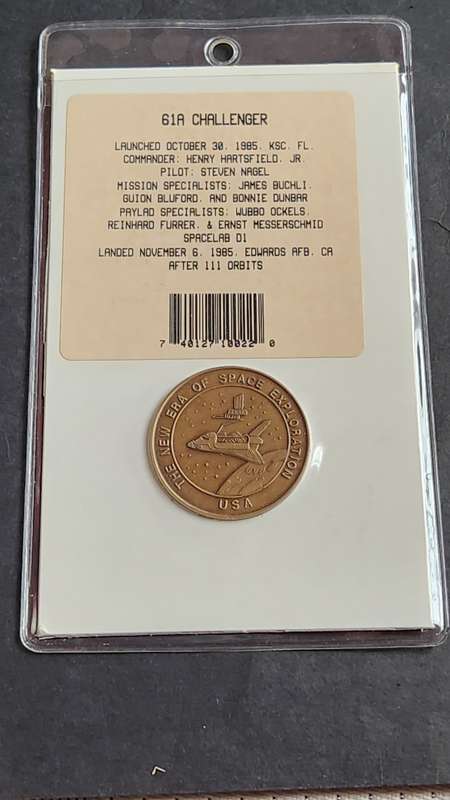 61A CHALLENGER
LAUNCHED OCTOBER 30, 1985, KSC, FL.
COMMANDER: HENRY HARTSFIELD, JR.
PILOT: STEVEN NAGEL
MISSION SPECIALISTS: JAMES BUCHLI,
GUION BLUFORD, AND BONNIE DUNBAR
PAYLAD SPECIALISTS: WUBBO OCKELS,
REINHARD FURRER, & ERNST MESSERSCHMID
SPACELAB D1
LANDED NOVEMBER 6, 1985, EDWARDS AFB, CA
AFTER 111 ORBITS
7 40127 10022 0
THE NEW ERA OF SPACE EXPLORATION
USA